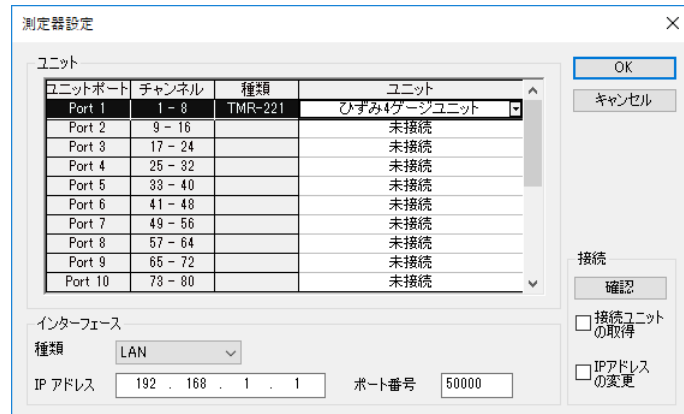 測定器設定
ユニット
ユニットポート チャンネル 種類 ユニット
Port 1 1 - 8 TMR-221 ひずみ4ゲージユニット
Port 2 9 - 16 未接続
Port 3 17 - 24 未接続
Port 4 25 - 32 未接続
Port 5 33 - 40 未接続
Port 6 41 - 48 未接続
Port 7 49 - 56 未接続
Port 8 57 - 64 未接続
Port 9 65 - 72 未接続
Port 10 73 - 80 未接続
インターフェース
種類 LAN
IP アドレス 192 . 168 . 1 . 1 ポート番号 50000
OK
キャンセル
接続
確認
接続ユニット
の取得
IPアドレス
の変更